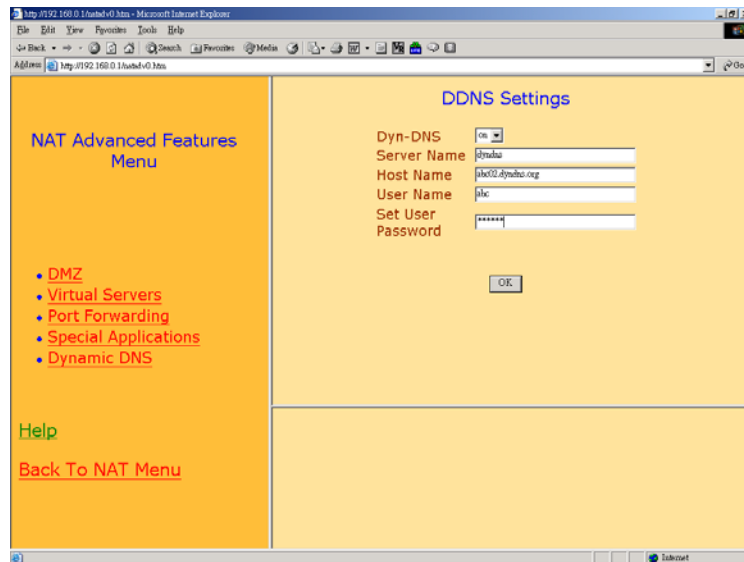 http://192.168.0.1/natadv0.htm - Microsoft Internet Explorer
File Edit View Favorites Tools Help
Back Search Favorites Media
Address http://192.168.0.1/natadv0.htm Go
NAT Advanced Features
Menu
• DMZ
• Virtual Servers
• Port Forwarding
• Special Applications
• Dynamic DNS
Help
Back To NAT Menu
DDNS Settings
Dyn-DNS on
Server Name dyndns
Host Name abc02.dyndns.org
User Name abc
Set User
Password ******
OK
Internet